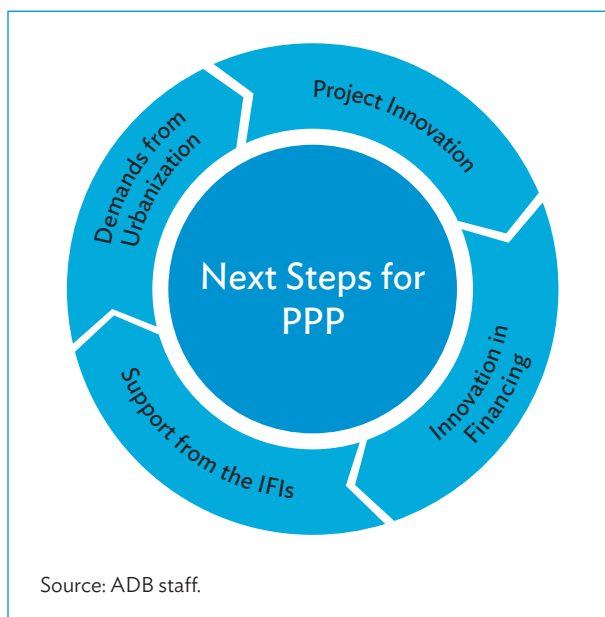 Project Innovation
Innovation in
Financing
Support from the IFIs
Demands from
Urbanization
Next Steps for
PPP
Source: ADB staff.